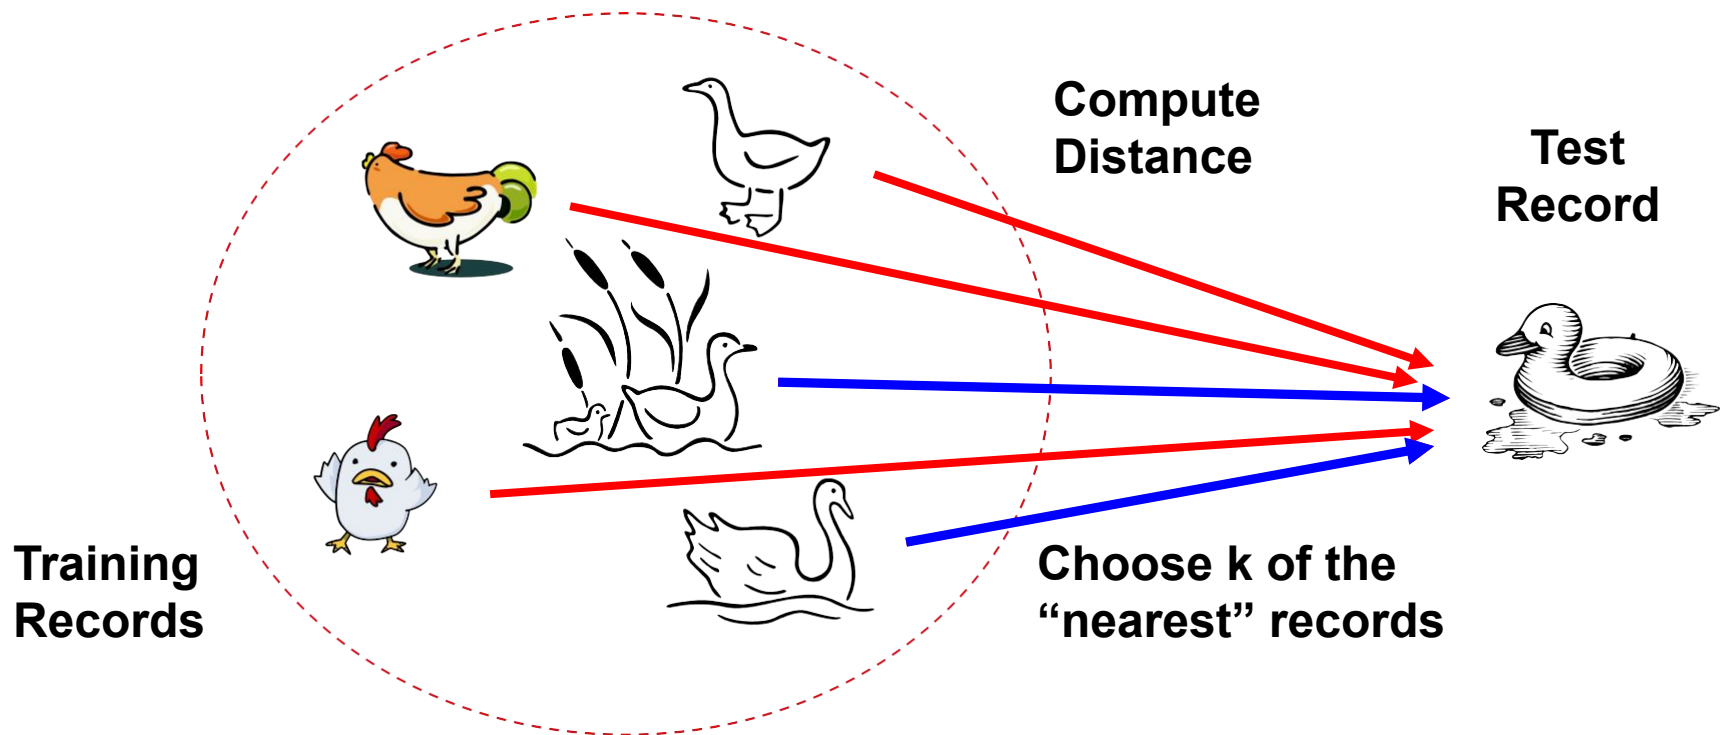 Compute
Distance
Test
Record
Training
Records
Choose k of the
“nearest” records